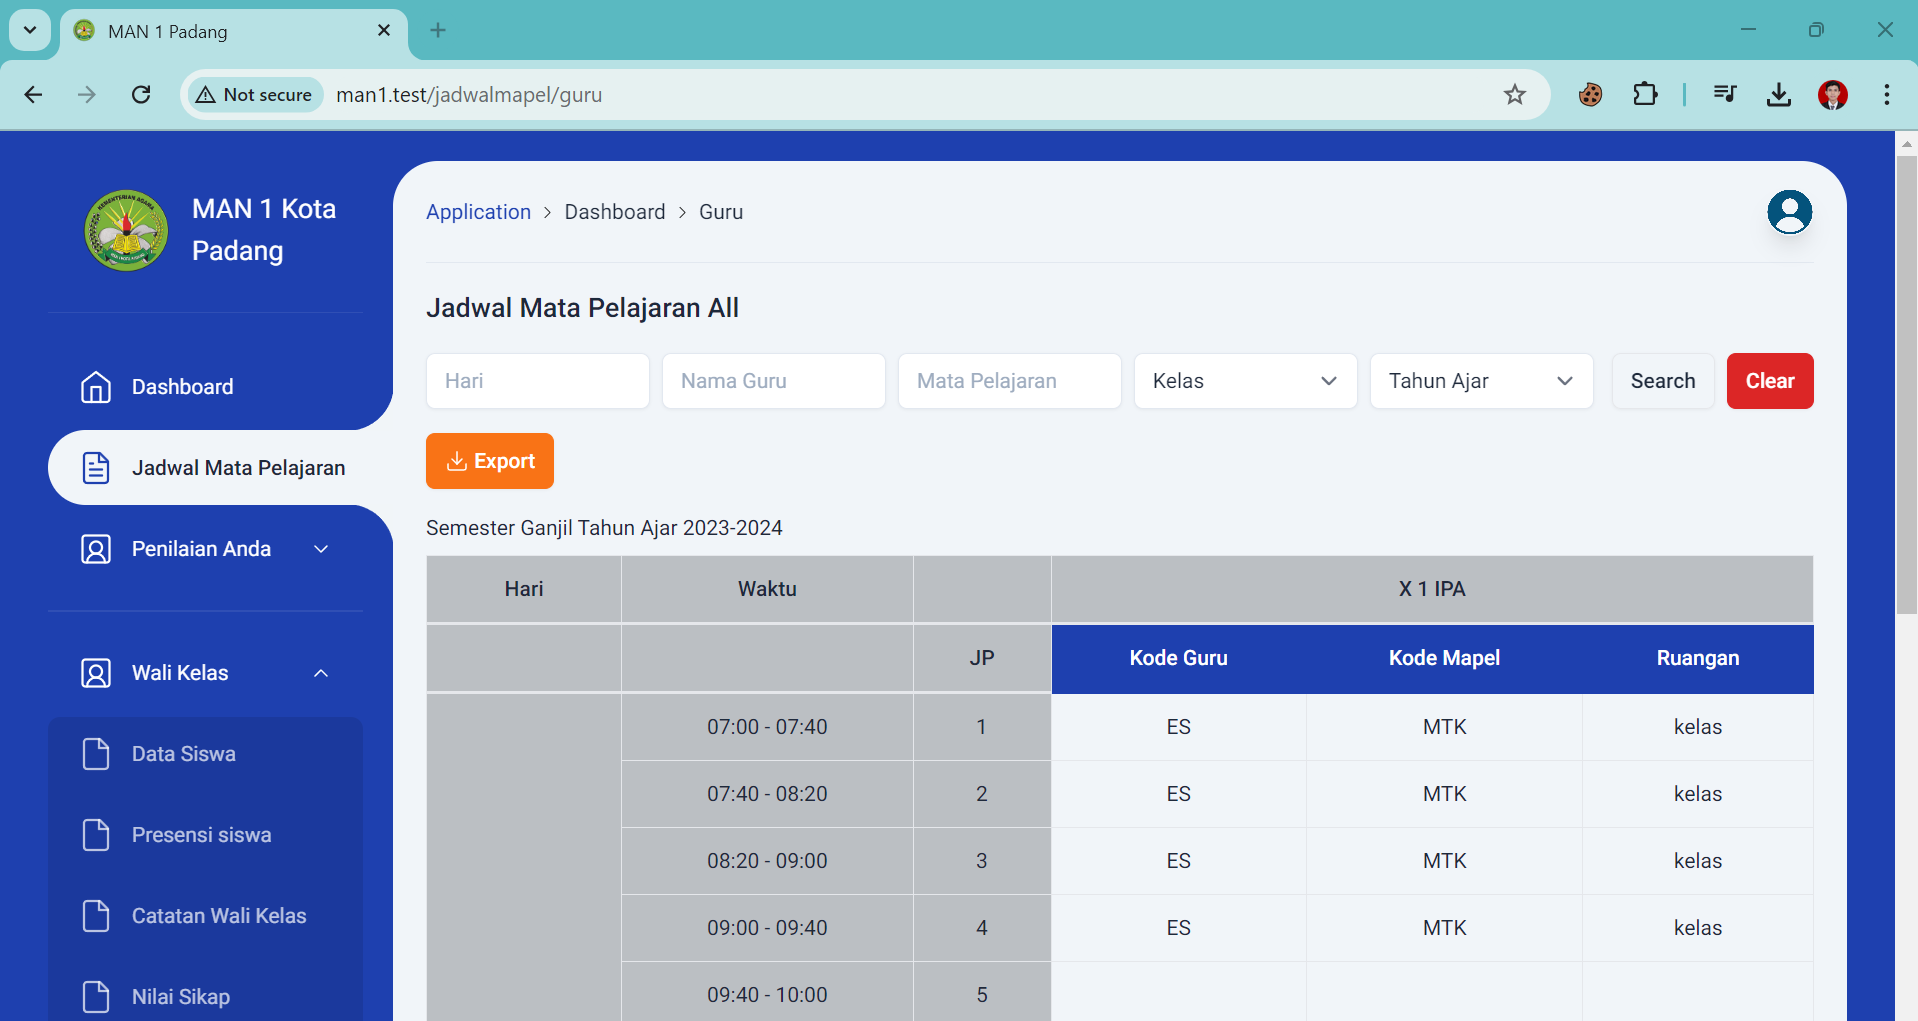 MAN 1 Padang
Not secure
man1.test/jadwalmapel/guru
MAN 1 Kota
Padang
Dashboard
Jadwal Mata Pelajaran
Penilaian Anda
Wali Kelas
Data Siswa
Presensi siswa
Catatan Wali Kelas
Nilai Sikap
Application > Dashboard > Guru
Jadwal Mata Pelajaran All
Hari Nama Guru Mata Pelajaran Kelas Tahun Ajar Search Clear
Export
Semester Ganjil Tahun Ajar 2023-2024
Hari Waktu X 1 IPA
JP Kode Guru Kode Mapel Ruangan
07:00 - 07:40 1 ES MTK kelas
07:40 - 08:20 2 ES MTK kelas
08:20 - 09:00 3 ES MTK kelas
09:00 - 09:40 4 ES MTK kelas
09:40 - 10:00 5